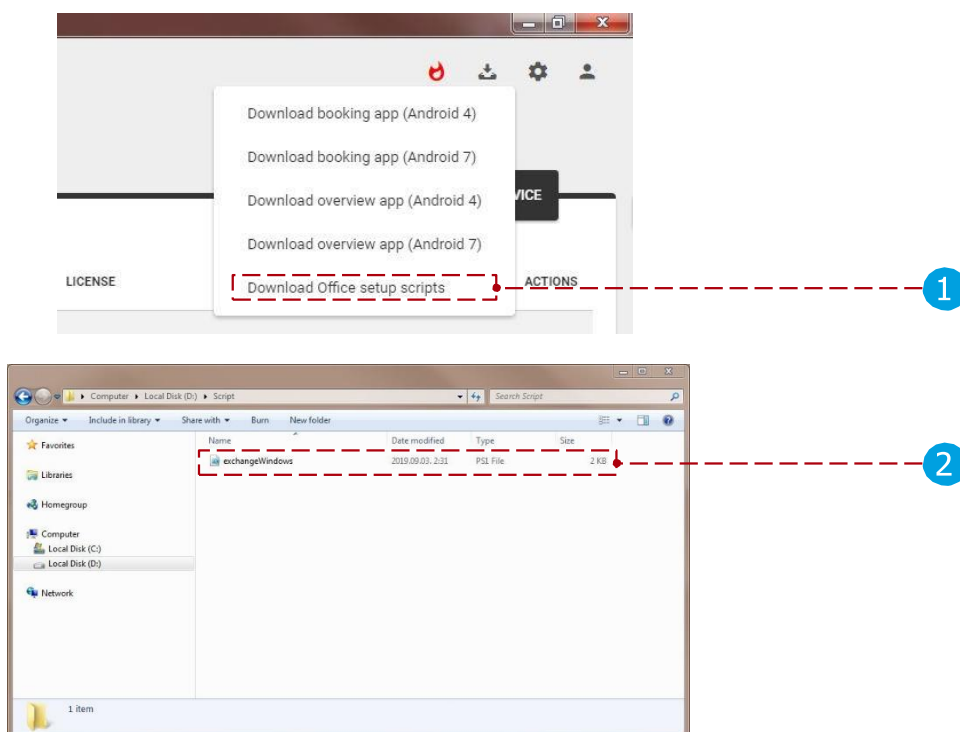 Download booking app (Android 4)
Download booking app (Android 7)
Download overview app (Android 4)
VICE
Download overview app (Android 7)
LICENSE
Download Office setup scripts
ACTIONS
1
Computer Local Disk (D:) Script
Search Script
Organize Include in library Share with Burn New folder
Favorites
Name Date modified Type Size
exchangeWindows 2019.09.03. 2:31 PS1 File 2 KB
2
Libraries
Homegroup
Computer
Local Disk (C:)
Local Disk (D:)
Network
1 item